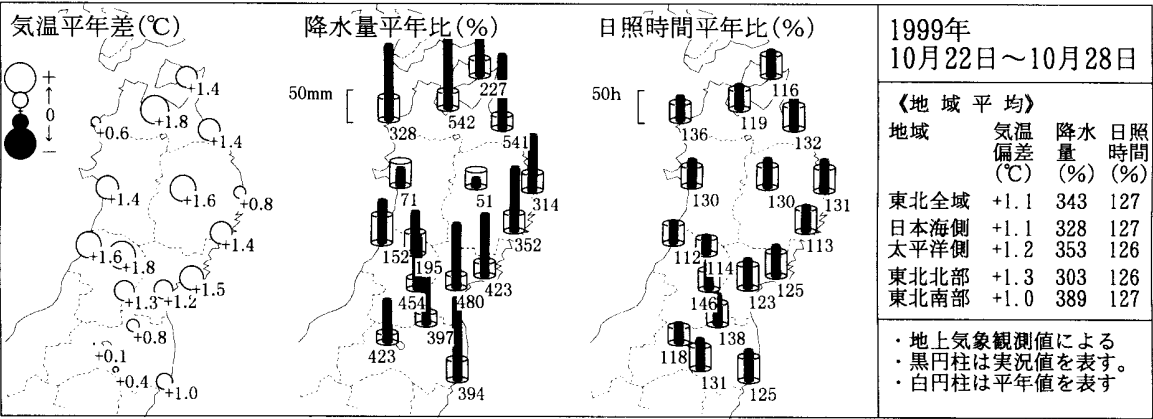 気温平年差(℃)
+
↑
0
↓
−
+1.4
+1.8
+0.6
+1.4
+1.4
+1.6
+0.8
+1.4
+1.6
+1.8
+1.5
+1.3
+1.2
+0.8
+0.1
+0.4
+1.0
降水量平年比(%)
50mm
227
328
542
541
71
51
314
352
152
195
423
454
480
397
423
394
日照時間平年比(%)
50h
116
119
136
132
130
130
131
113
112
114
125
146
123
138
118
131
125
1999年
10月22日~10月28日
《地域平均》
地域 気温 降水 日照
偏差 量 時間
(℃) (%) (%)
東北全域 +1.1 343 127
日本海側 +1.1 328 127
太平洋側 +1.2 353 126
東北北部 +1.3 303 126
東北南部 +1.0 389 127
・地上気象観測値による
・黒円柱は実況値を表す。
・白円柱は平年値を表す